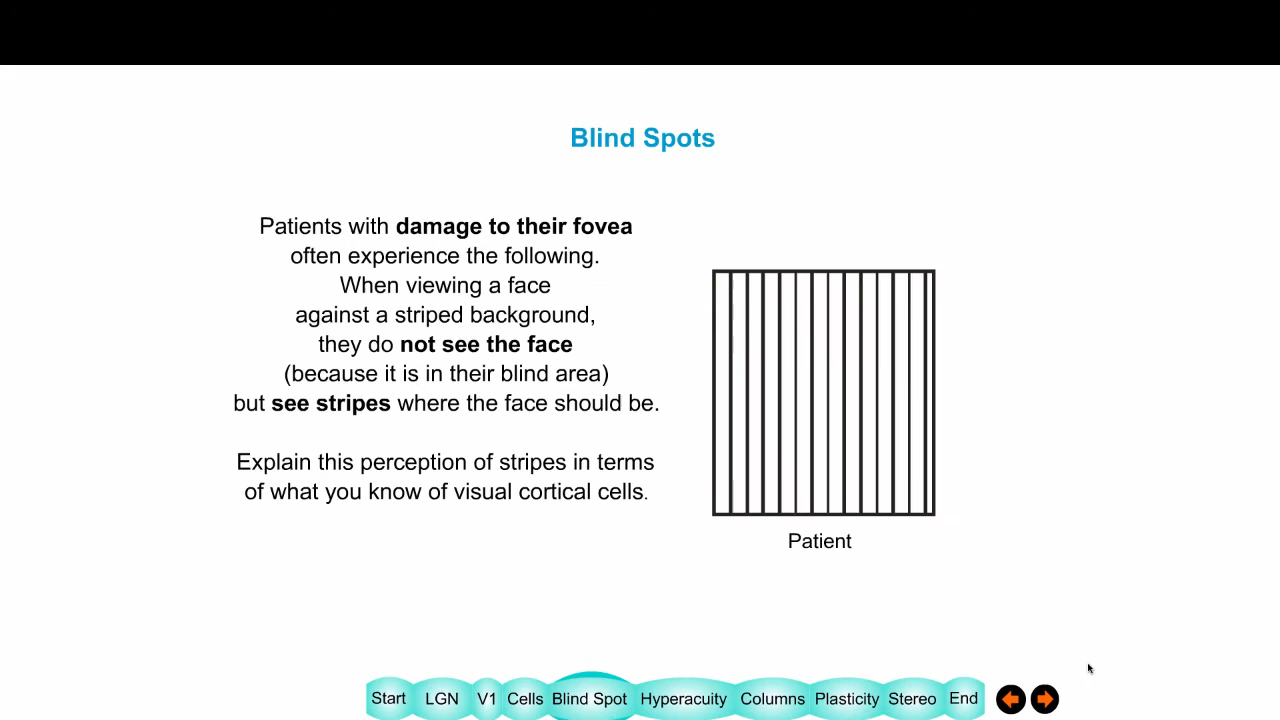 Blind Spots
Patients with damage to their fovea
often experience the following.
When viewing a face
against a striped background,
they do not see the face
(because it is in their blind area)
but see stripes where the face should be.
Explain this perception of stripes in terms
of what you know of visual cortical cells.
Patient
Start LGN V1 Cells Blind Spot Hyperacuity Columns Plasticity Stereo End